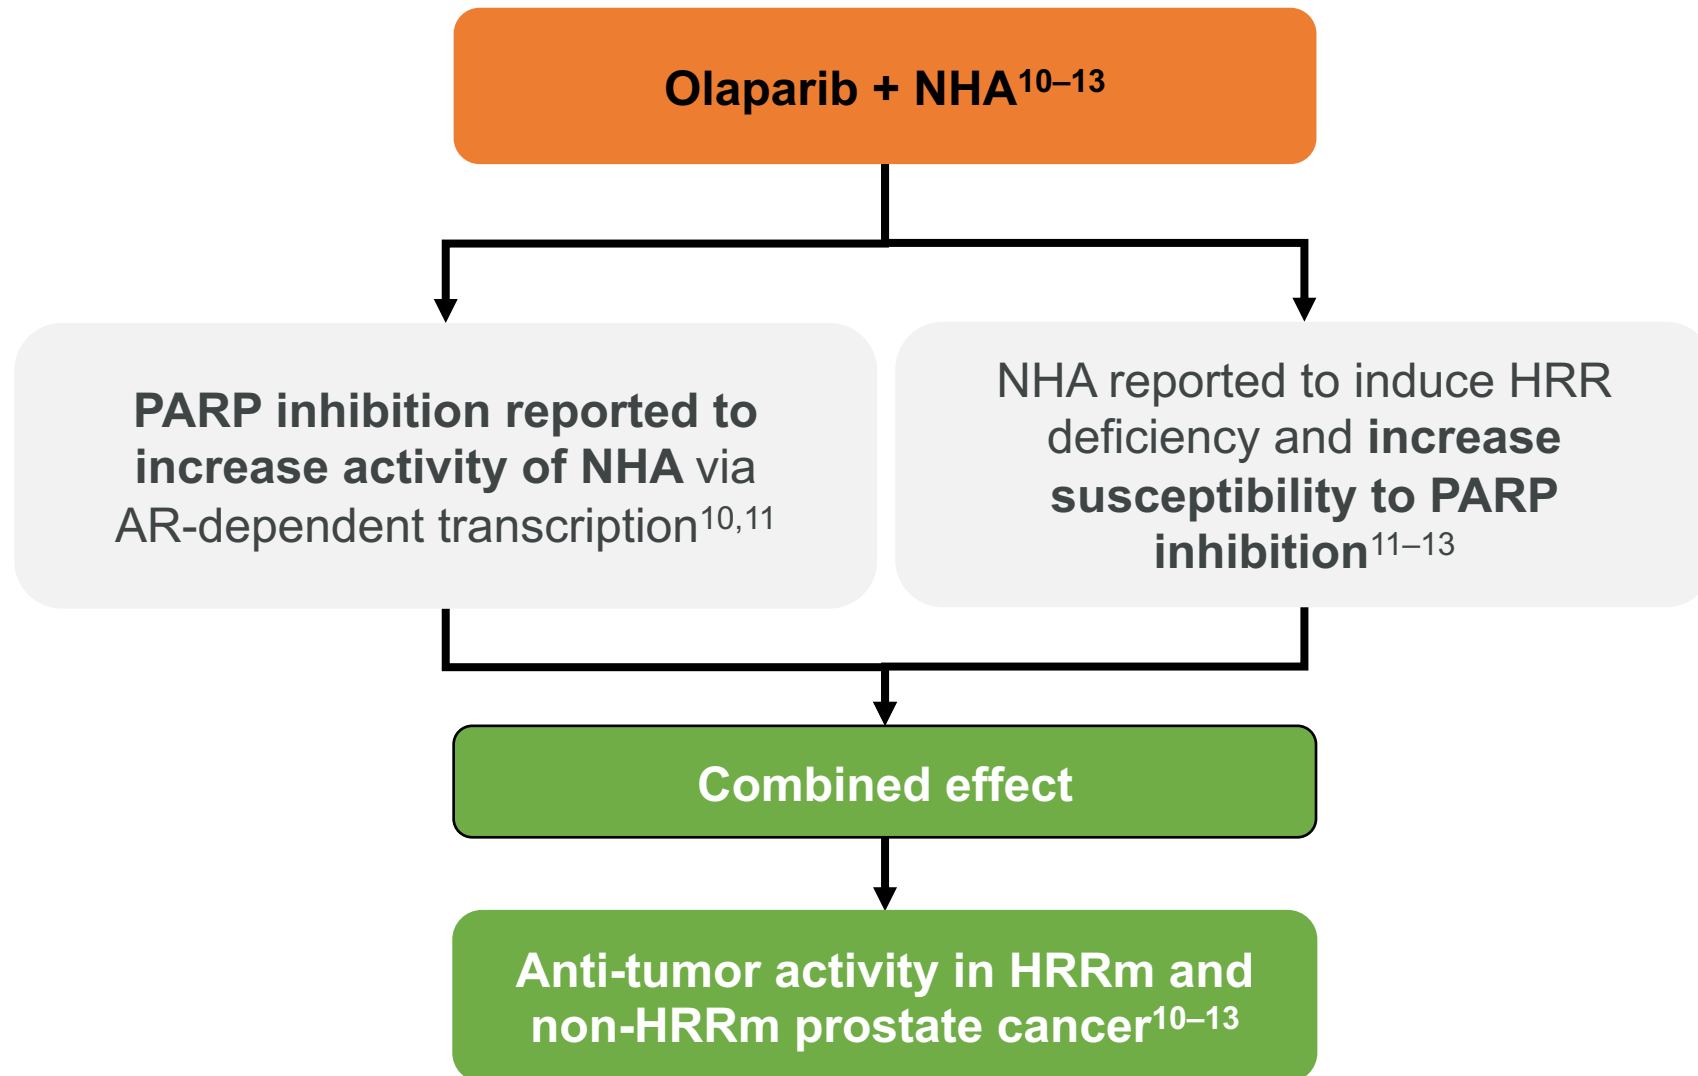 Olaparib + NHA10–13
PARP inhibition reported to
increase activity of NHA via
AR-dependent transcription10,11
NHA reported to induce HRR
deficiency and increase
susceptibility to PARP
inhibition11–13
Combined effect
Anti-tumor activity in HRRm and
non-HRRm prostate cancer10–13